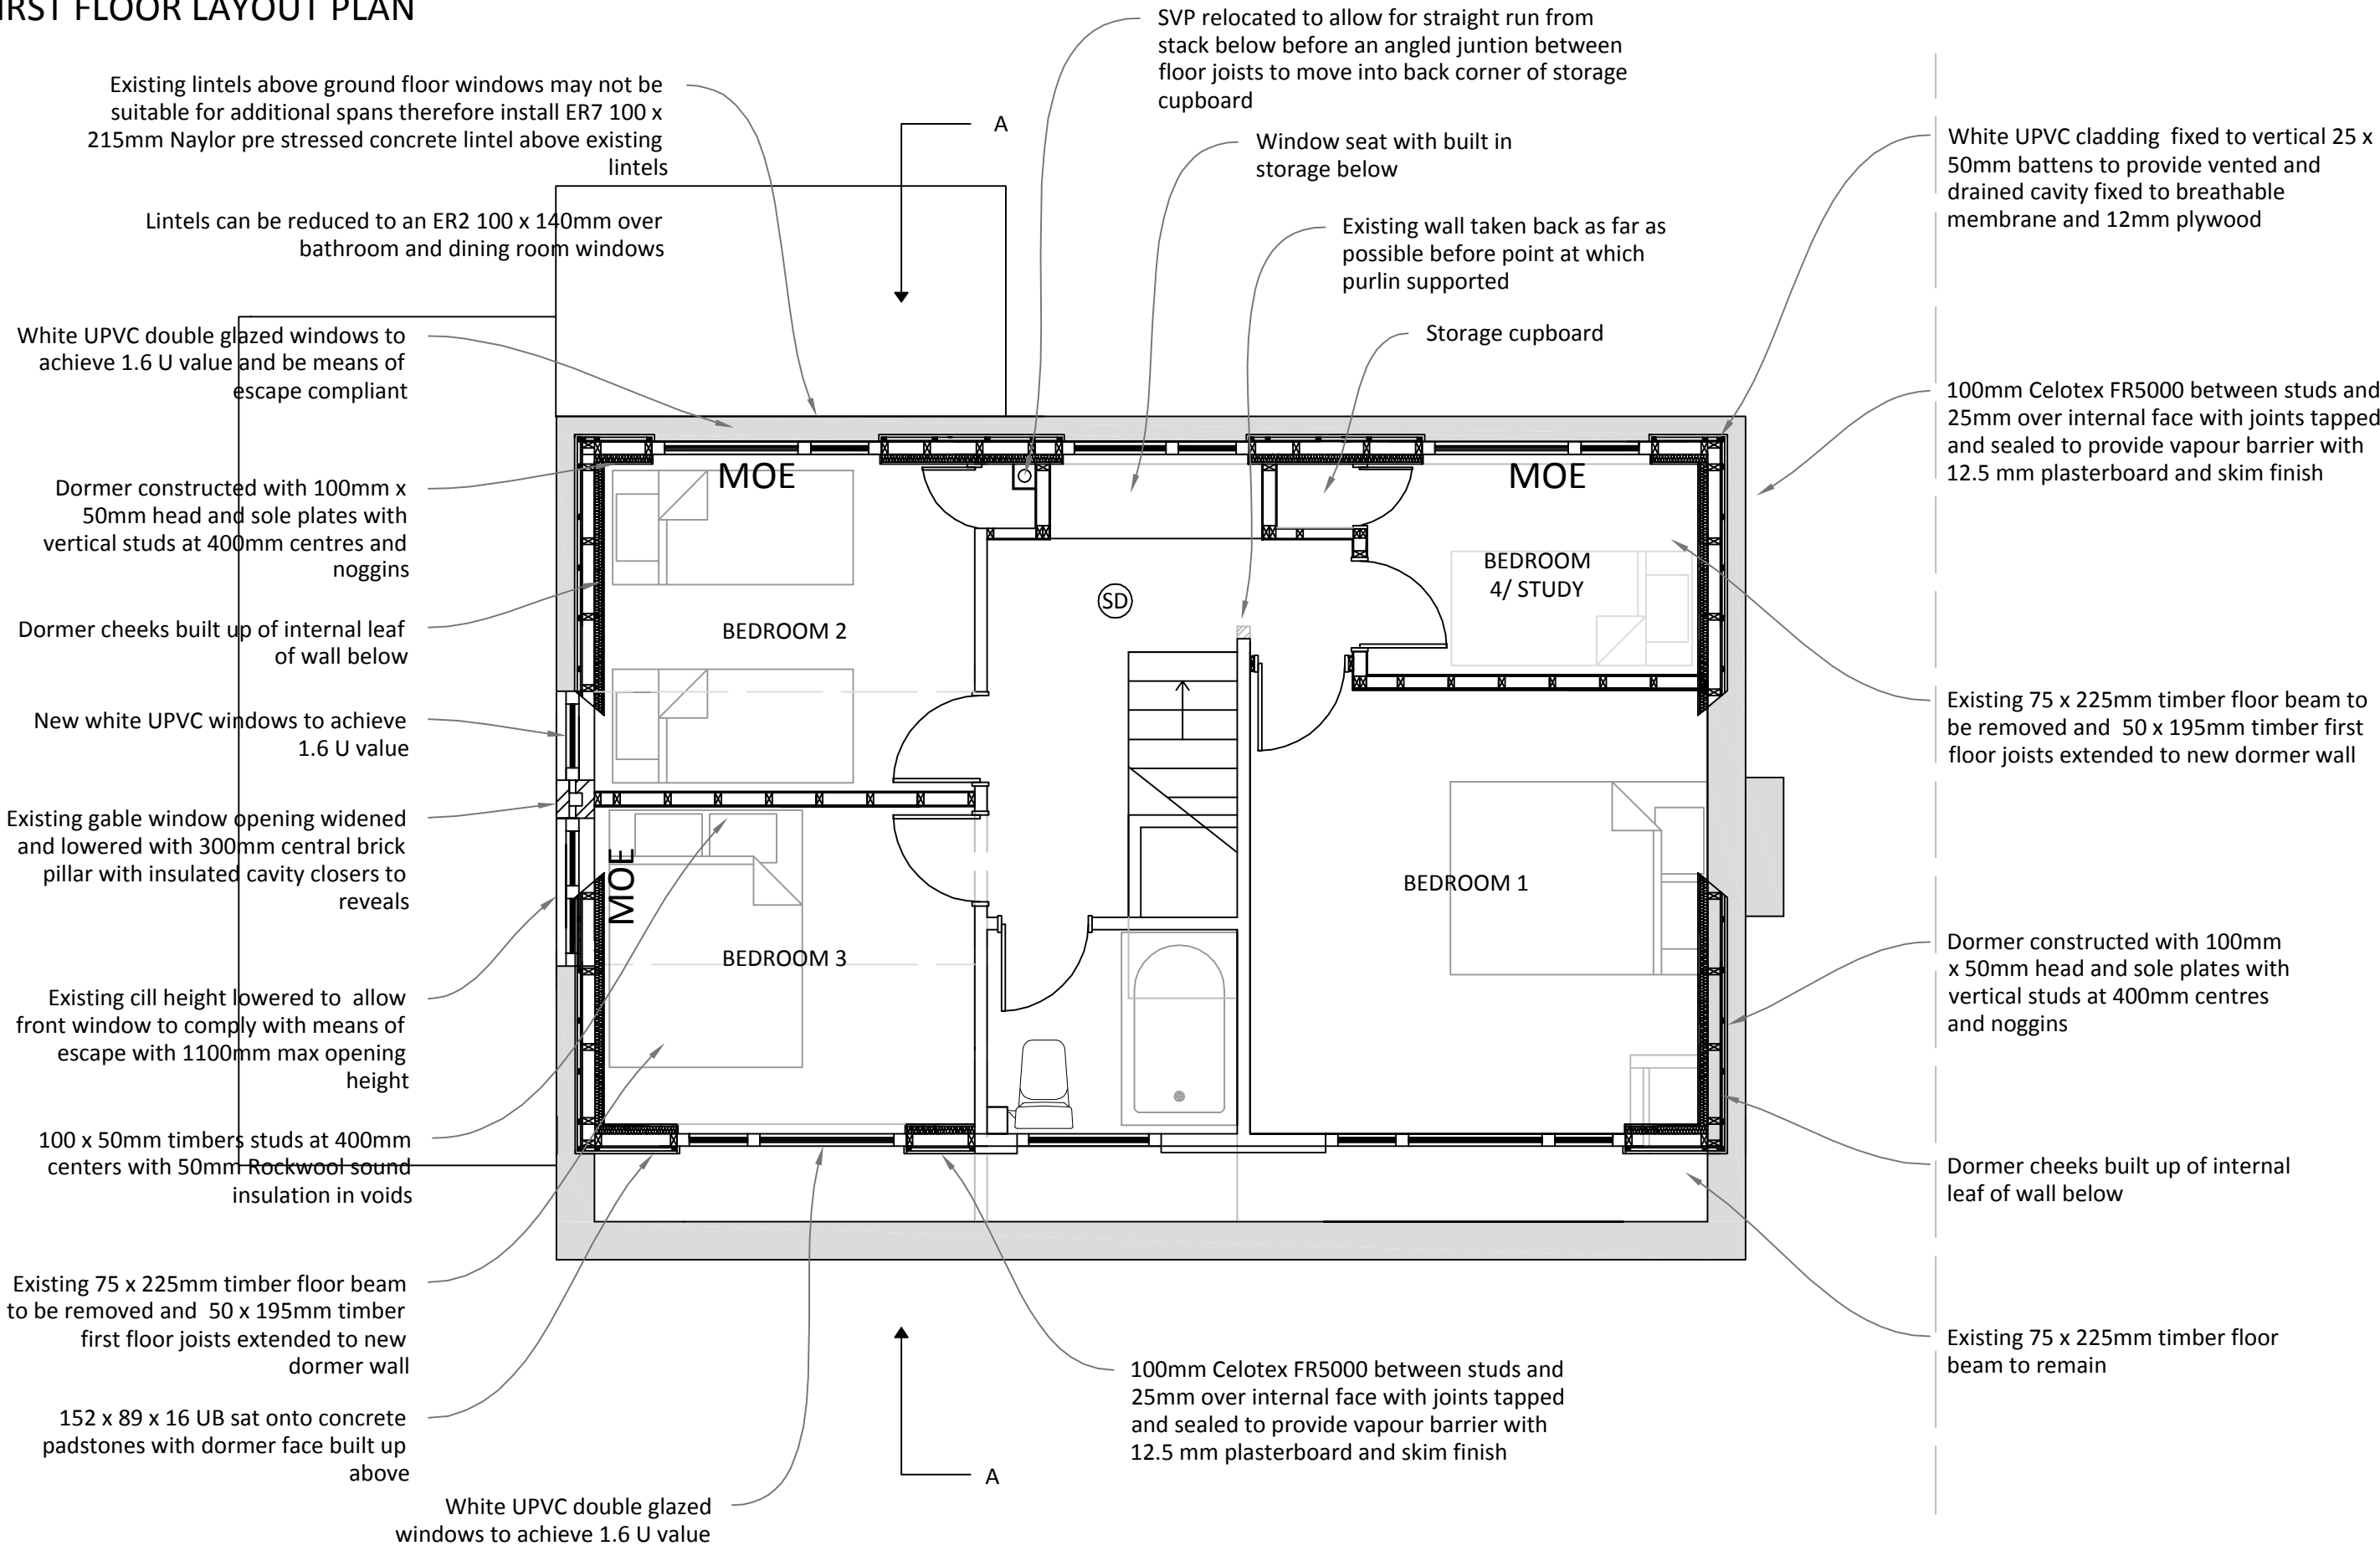 FIRST FLOOR LAYOUT PLAN
Existing lintels above ground floor windows may not be
suitable for additional spans therefore install ER7 100 x
215mm Naylor pre stressed concrete lintel above existing
lintels
Lintels can be reduced to an ER2 100 x 140mm over
bathroom and dining room windows
White UPVC double glazed windows to
achieve 1.6 U value and be means of
escape compliant
Dormer constructed with 100mm x
50mm head and sole plates with
vertical studs at 400mm centres and
noggins
Dormer cheeks built up of internal leaf
of wall below
New white UPVC windows to achieve
1.6 U value
Existing gable window opening widened
and lowered with 300mm central brick
pillar with insulated cavity closers to
reveals
Existing cill height lowered to allow
front window to comply with means of
escape with 1100mm max opening
height
100 x 50mm timbers studs at 400mm
centers with 50mm Rockwool sound
insulation in voids
Existing 75 x 225mm timber floor beam
to be removed and 50 x 195mm timber
first floor joists extended to new
dormer wall
152 x 89 x 16 UB sat onto concrete
padstones with dormer face built up
above
White UPVC double glazed
windows to achieve 1.6 U value
SVP relocated to allow for straight run from
stack below before an angled juntion between
floor joists to move into back corner of storage
cupboard
A
Window seat with built in
storage below
Existing wall taken back as far as
possible before point at which
purlin supported
Storage cupboard
MOE
MOE
BEDROOM
4/ STUDY
SD
BEDROOM 2
MOE
BEDROOM 1
BEDROOM 3
100mm Celotex FR5000 between studs and
25mm over internal face with joints tapped
and sealed to provide vapour barrier with
12.5 mm plasterboard and skim finish
A
White UPVC cladding fixed to vertical 25 x
50mm battens to provide vented and
drained cavity fixed to breathable
membrane and 12mm plywood
100mm Celotex FR5000 between studs and
25mm over internal face with joints tapped
and sealed to provide vapour barrier with
12.5 mm plasterboard and skim finish
Existing 75 x 225mm timber floor beam to
be removed and 50 x 195mm timber first
floor joists extended to new dormer wall
Dormer constructed with 100mm
x 50mm head and sole plates with
vertical studs at 400mm centres
and noggins
Dormer cheeks built up of internal
leaf of wall below
Existing 75 x 225mm timber floor
beam to remain